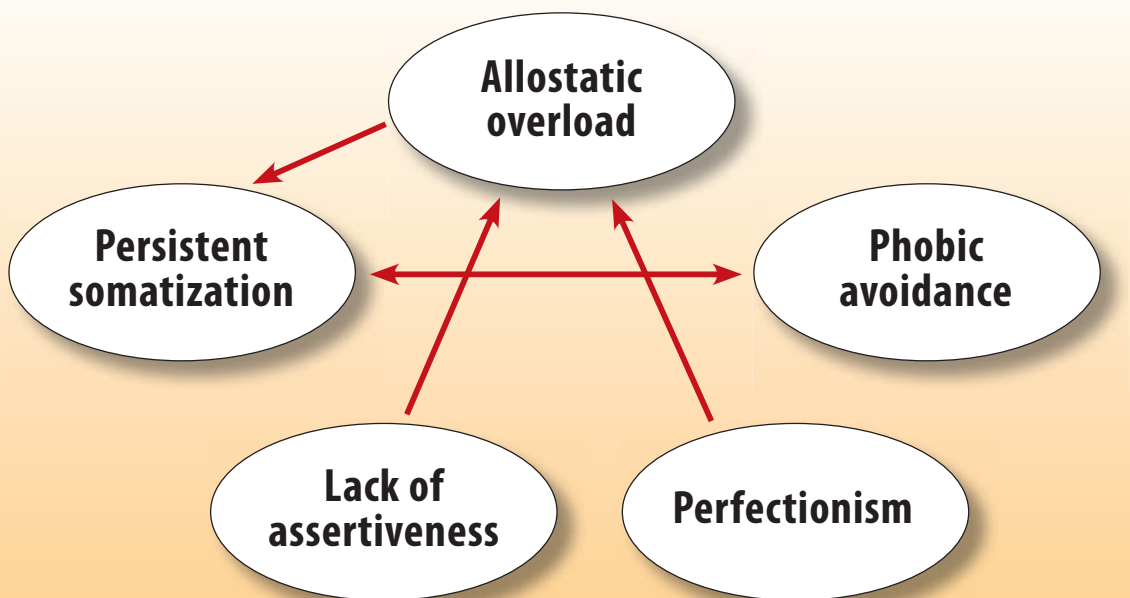 Allostatic
overload
Persistent
somatization
Phobic
avoidance
Lack of
assertiveness
Perfectionism